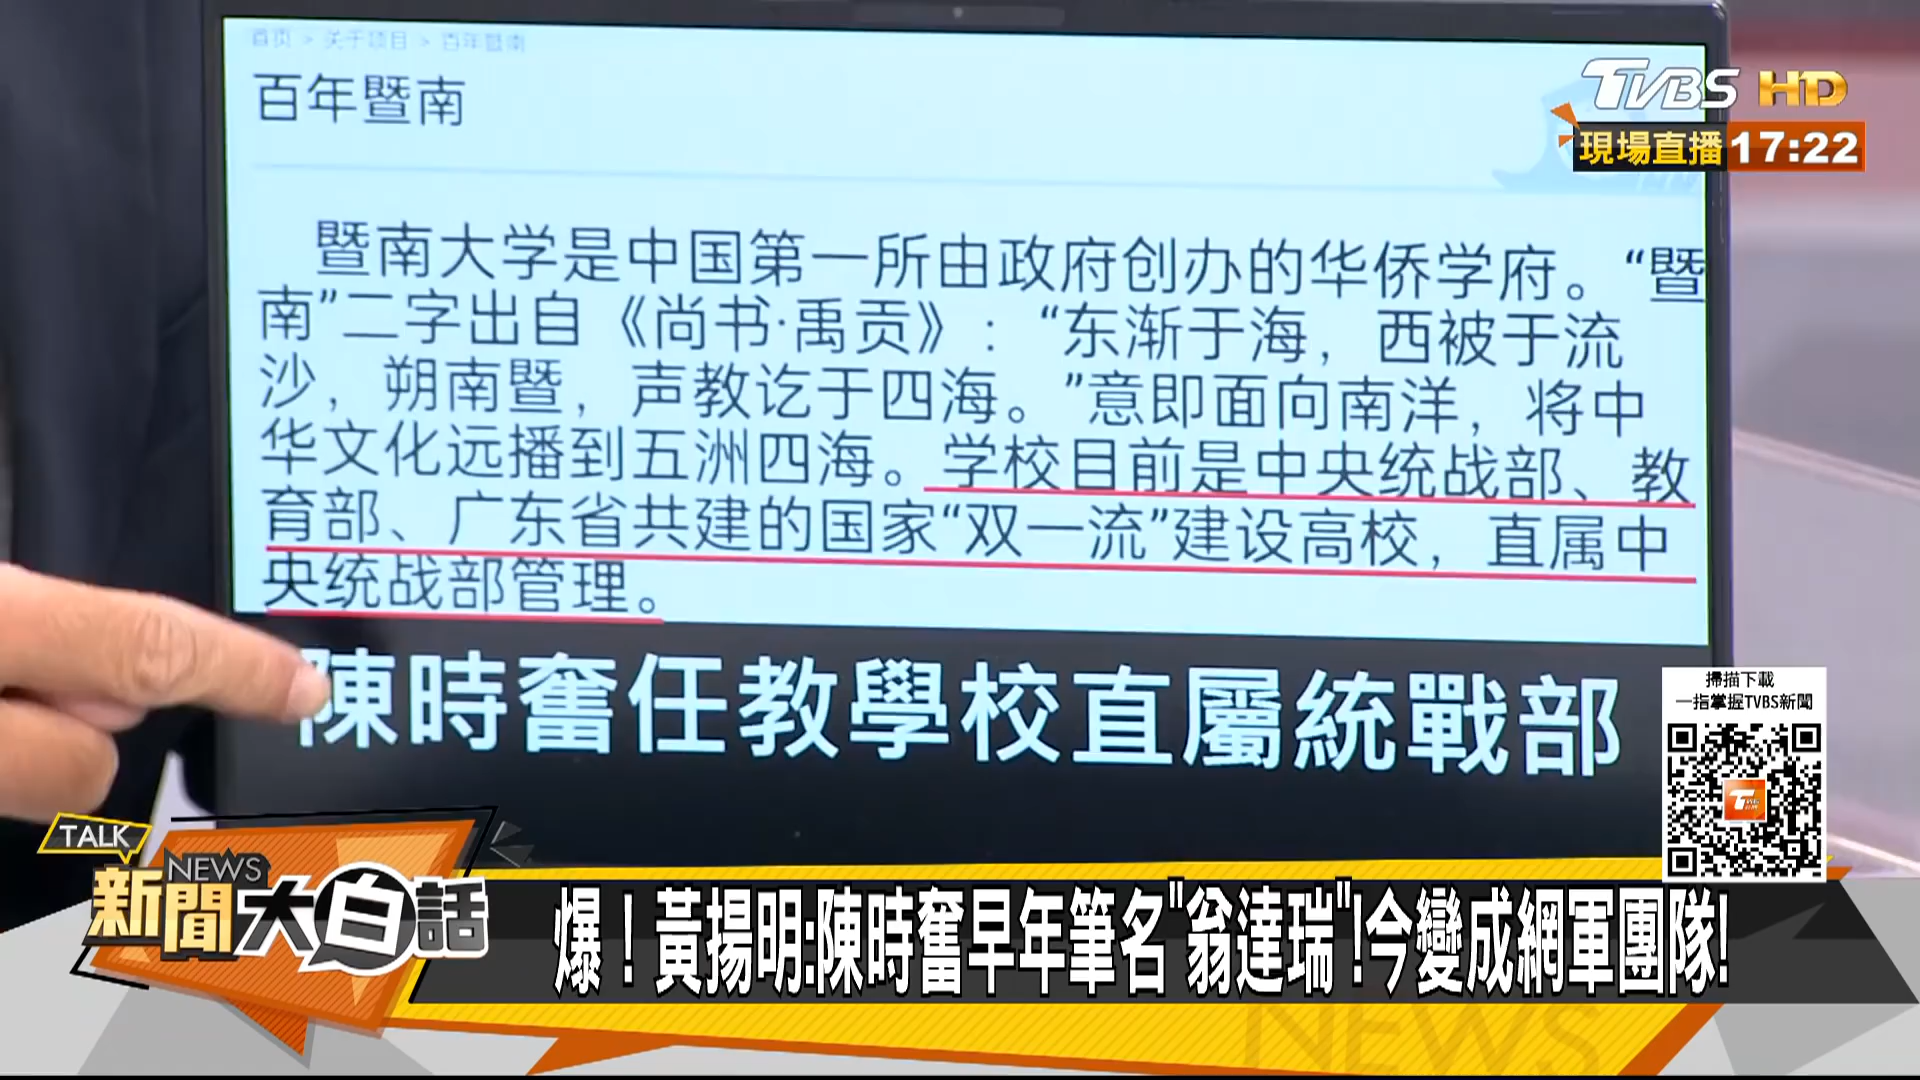 首页 > 关于项目 > 百年暨南
百年暨南
TVBS HD
現場直播 17:22
暨南大学是中国第一所由政府创办的华侨学府。“暨
南”二字出自《尚书·禹贡》：“东渐于海，西被于流
沙，朔南暨，声教讫于四海。”意即面向南洋，将中
华文化远播到五洲四海。学校目前是中央统战部、教
育部、广东省共建的国家“双一流”建设高校，直属中
央统战部管理。
陳時奮任教學校直屬統戰部
掃描下載
一指掌握TVBS新聞
TALK
NEWS
新聞大白話
爆！黃揚明:陳時奮早年筆名"翁達瑞"!今變成網軍團隊!
NEWS